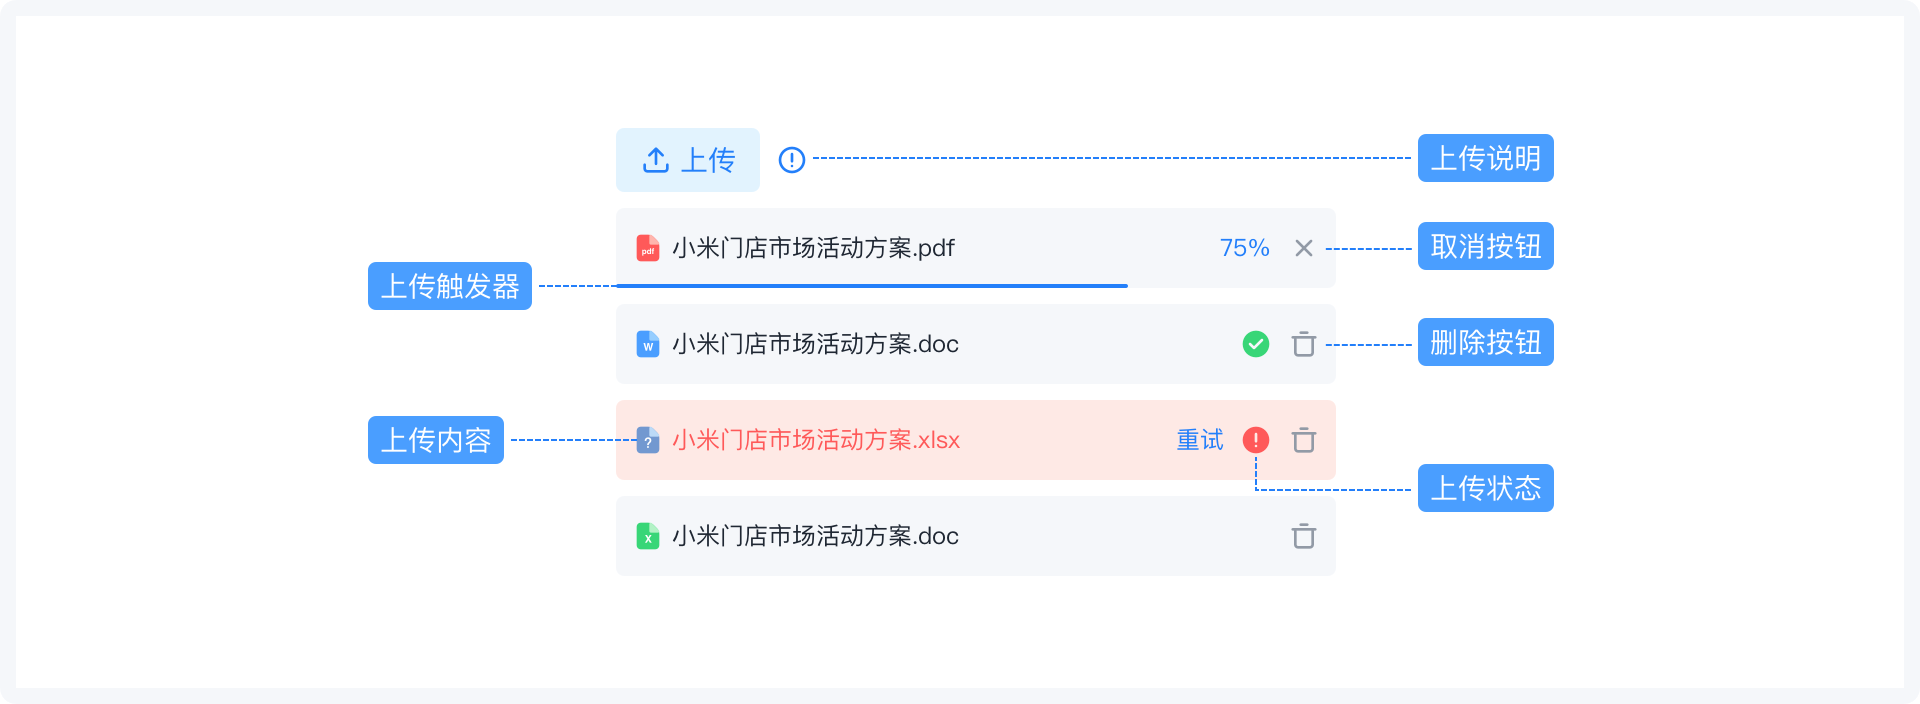 上传
上传说明
pdf
小米门店市场活动方案.pdf
75%
取消按钮
上传触发器
W
小米门店市场活动方案.doc
删除按钮
上传内容
?
小米门店市场活动方案.xlsx
重试
上传状态
X
小米门店市场活动方案.doc